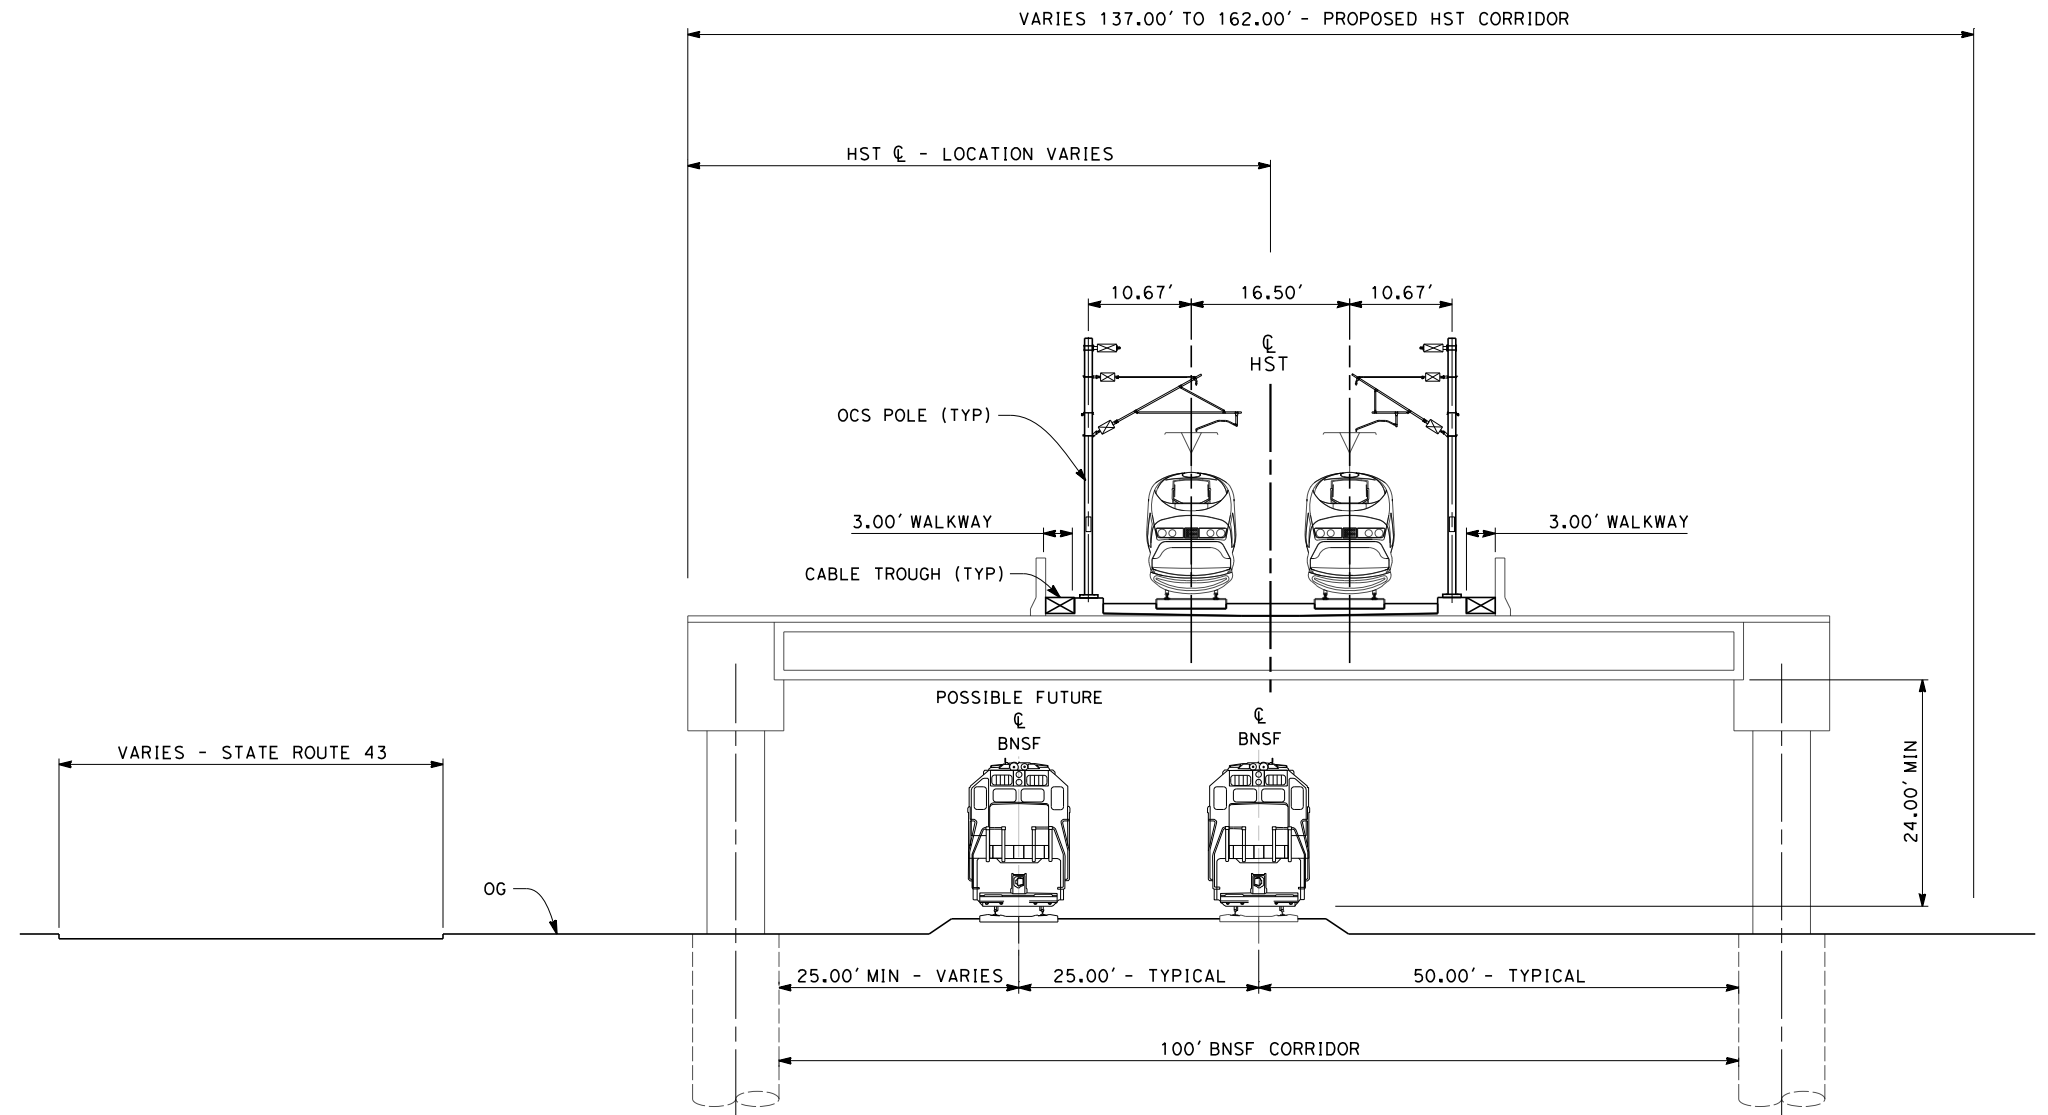 VARIES 137.00' TO 162.00' - PROPOSED HST CORRIDOR
HST ℄ - LOCATION VARIES
10.67' 16.50' 10.67'
℄
HST
OCS POLE (TYP)
3.00' WALKWAY 3.00' WALKWAY
CABLE TROUGH (TYP)
POSSIBLE FUTURE
℄ ℄
BNSF BNSF
VARIES - STATE ROUTE 43
24.00' MIN
OG
25.00' MIN - VARIES 25.00' - TYPICAL 50.00' - TYPICAL
100' BNSF CORRIDOR